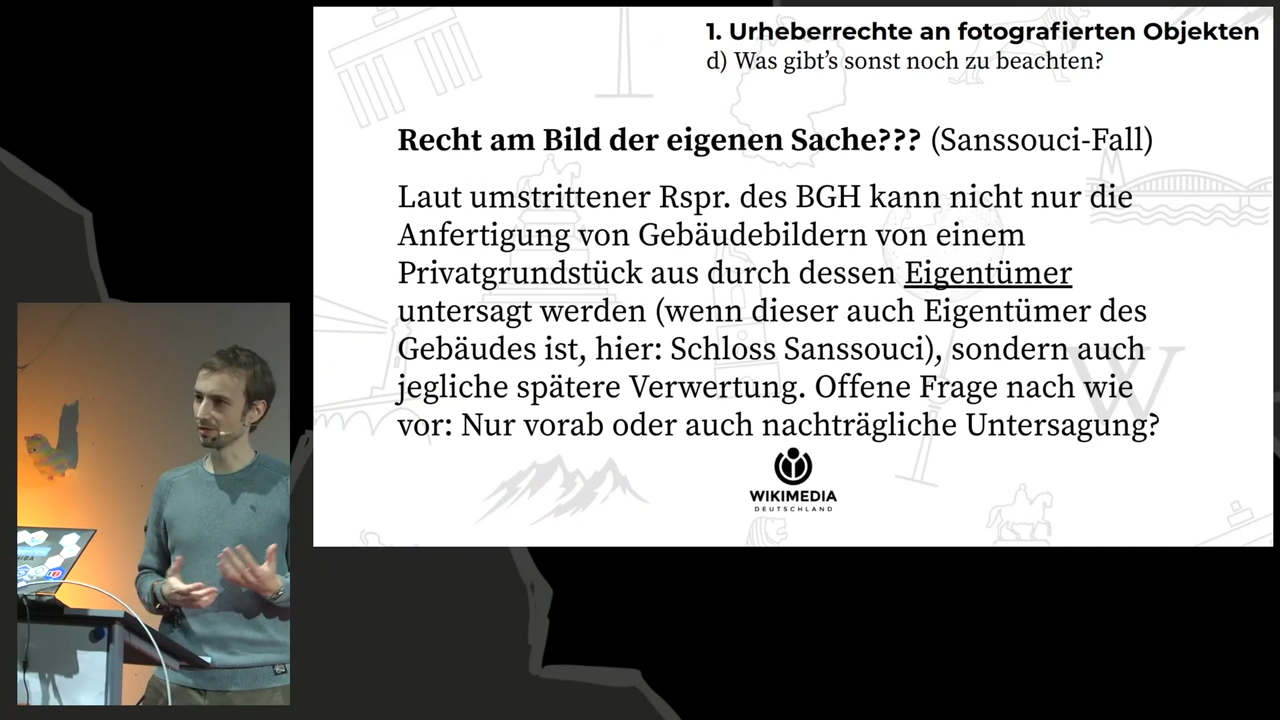 1. Urheberrechte an fotografierten Objekten
d) Was gibt’s sonst noch zu beachten?
Recht am Bild der eigenen Sache??? (Sanssouci-Fall)
Laut umstrittener Rspr. des BGH kann nicht nur die
Anfertigung von Gebäudebildern von einem
Privatgrundstück aus durch dessen Eigentümer
untersagt werden (wenn dieser auch Eigentümer des
Gebäudes ist, hier: Schloss Sanssouci), sondern auch
jegliche spätere Verwertung. Offene Frage nach wie
vor: Nur vorab oder auch nachträgliche Untersagung?
W
WIKIMEDIA
DEUTSCHLAND